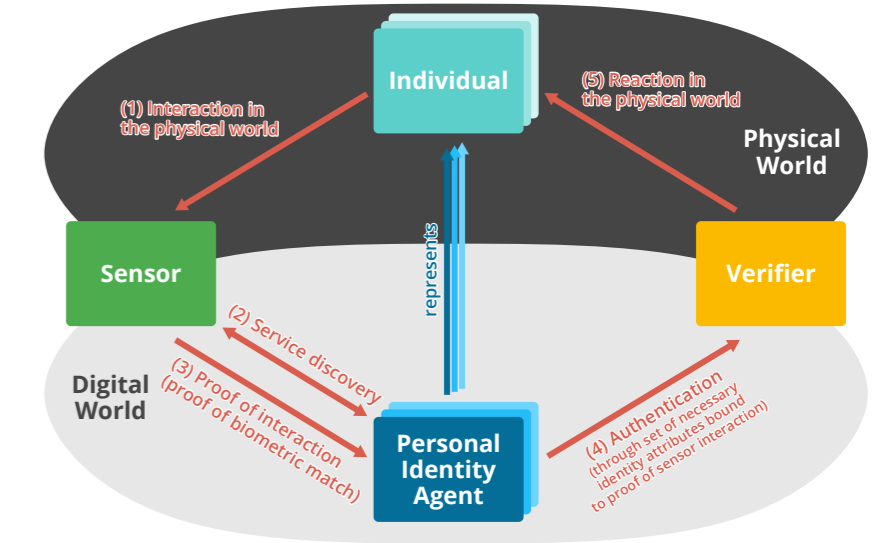 Individual
(1) Interaction in
the physical world
(5) Reaction in
the physical world
Physical
World
Sensor
represents
Verifier
(2) Service discovery
(3) Proof of interaction
(proof of biometric match)
Digital
World
Personal
Identity
Agent
(4) Authentication
(through set of necessary
identity attributes bound
to proof of sensor interaction)